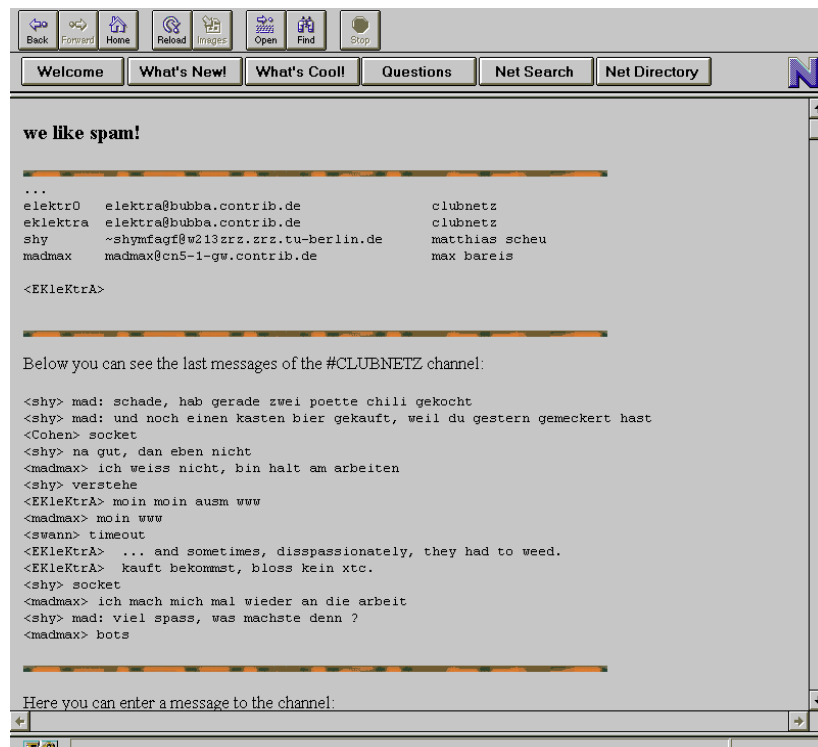 Back Forward Home Reload Images Open Find Stop
Welcome What's New! What's Cool! Questions Net Search Net Directory
N
we like spam!
...
elektr0 elektra@bubba.contrib.de clubnetz
eklektra elektra@bubba.contrib.de clubnetz
shy ~shymfagf@w213zrz.zrz.tu-berlin.de matthias scheu
madmax madmax@cn5-1-gw.contrib.de max bareis
<EKleKtrA>
Below you can see the last messages of the #CLUBNETZ channel:
<shy> mad: schade, hab gerade zwei poette chili gekocht
<shy> mad: und noch einen kasten bier gekauft, weil du gestern gemeckert hast
<Cohen> socket
<shy> na gut, dan eben nicht
<madmax> ich weiss nicht, bin halt am arbeiten
<shy> verstehe
<EKleKtrA> moin moin ausm www
<madmax> moin www
<swann> timeout
<EKleKtrA> ... and sometimes, disspassionately, they had to weed.
<EKleKtrA> kauft bekommst, bloss kein xtc.
<shy> socket
<madmax> ich mach mich mal wieder an die arbeit
<shy> mad: viel spass, was machste denn ?
<madmax> bots
Here you can enter a message to the channel: